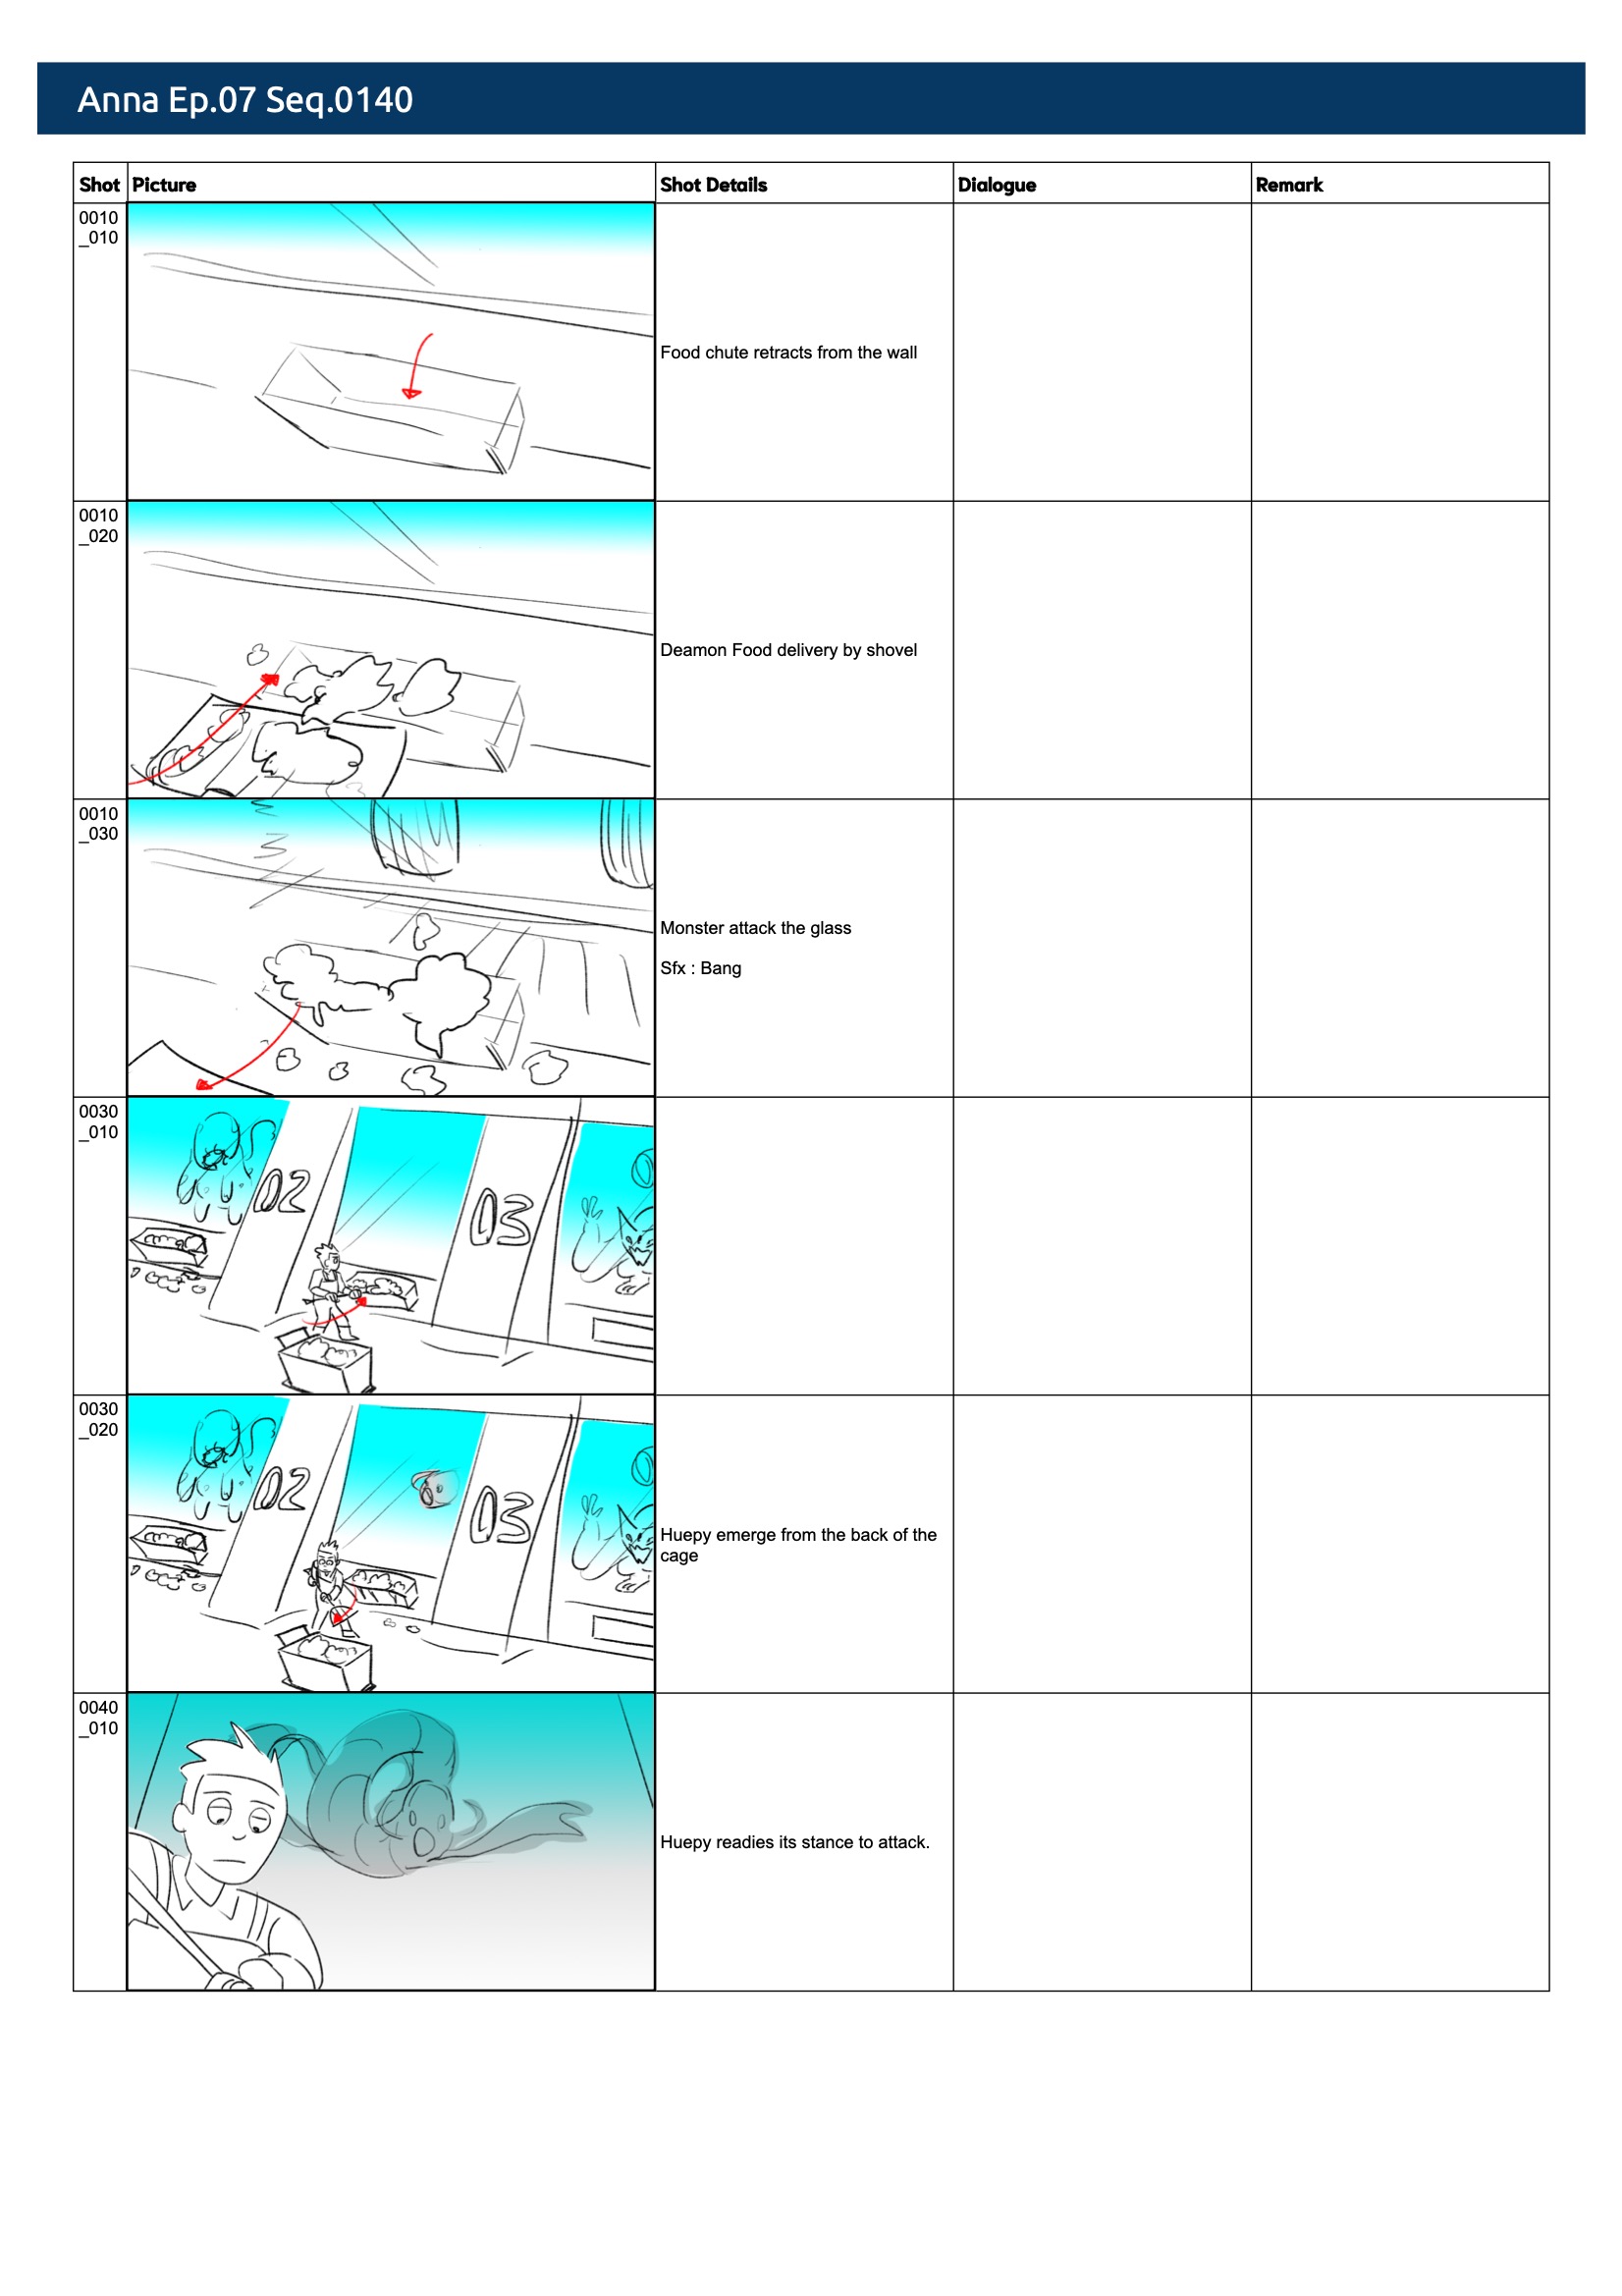 Anna Ep.07 Seq.0140
Shot Picture Shot Details Dialogue Remark
0010
_010
Food chute retracts from the wall
0010
_020
Deamon Food delivery by shovel
0010
_030
Monster attack the glass
Sfx : Bang
0030
_010
02
03
0030
_020
02
03
Huepy emerge from the back of the
cage
0040
_010
Huepy readies its stance to attack.